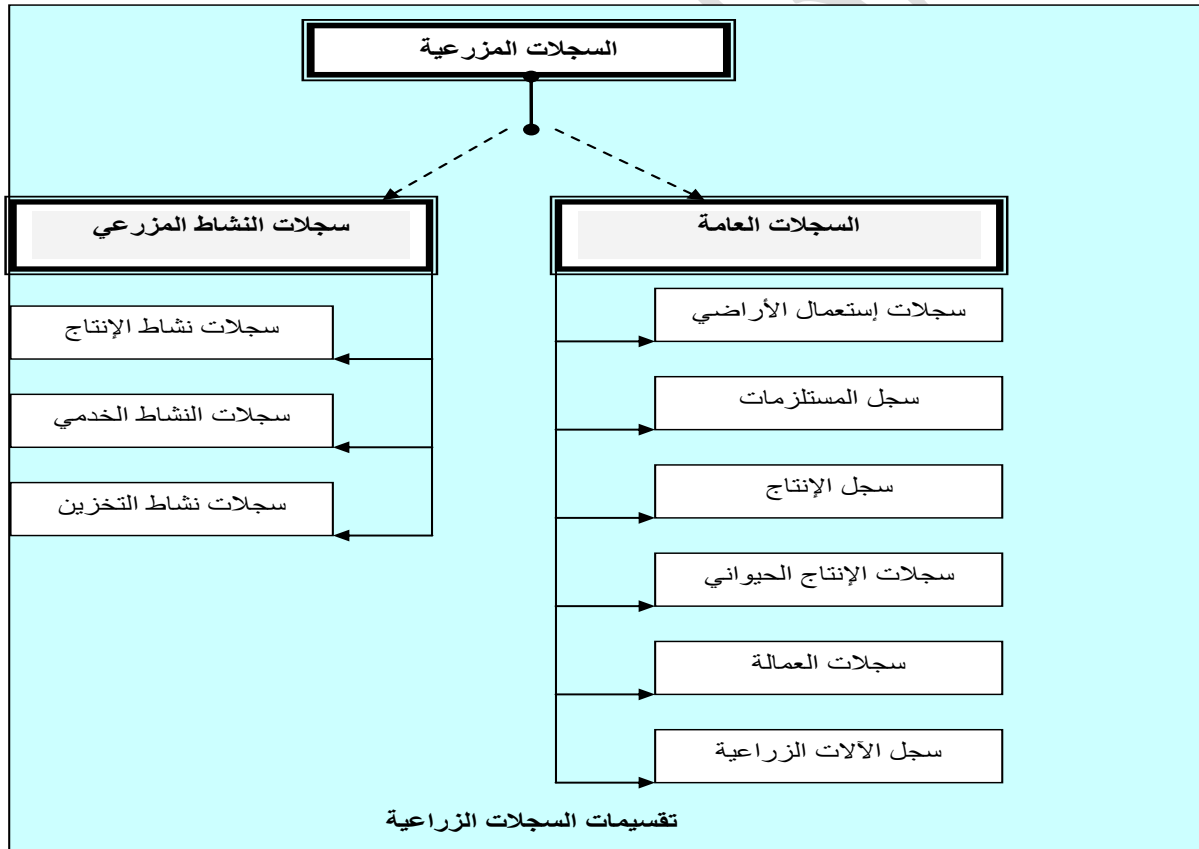 السجلات المزرعية
السجلات العامة
سجلات إستعمال الأراضي
سجل المستلزمات
سجل الإنتاج
سجلات الإنتاج الحيواني
سجلات العمالة
سجل الآلات الزراعية
سجلات النشاط المزرعي
سجلات نشاط الإنتاج
سجلات النشاط الخدمي
سجلات نشاط التخزين
تقسيمات السجلات الزراعية